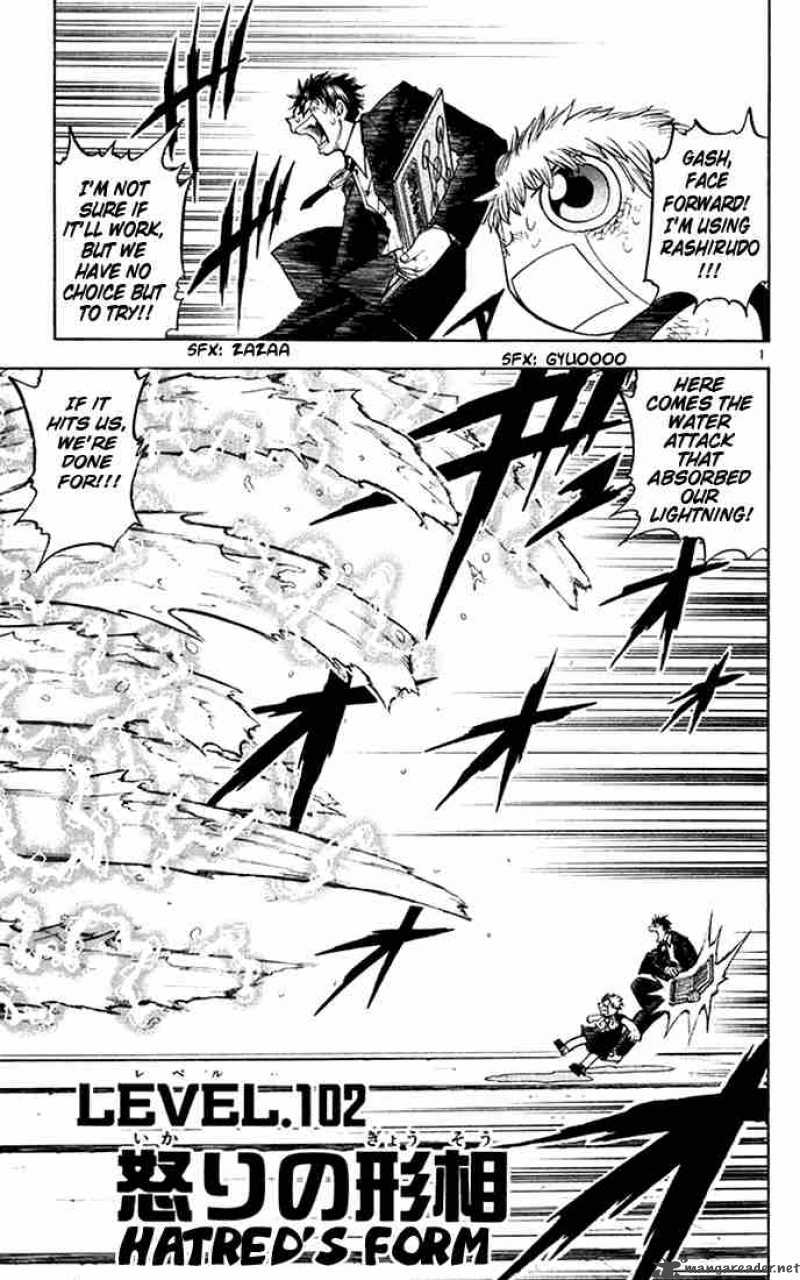 GASH,
FACE
FORWARD!
I'M USING
RASHIRUDO
!!!
I'M NOT
SURE IF
IT'LL WORK,
BUT WE
HAVE NO
CHOICE BUT
TO TRY!!
SFX: ZAZAA
SFX: GYUOOOO
1
HERE
COMES THE
WATER
ATTACK
THAT
ABSORBED
OUR
LIGHTNING!
IF IT
HITS US,
WE'RE
DONE
FOR!!!
レベル
LEVEL.102
いか ぎょうそう
怒りの形相
HATRED'S FORM
mangareader.net